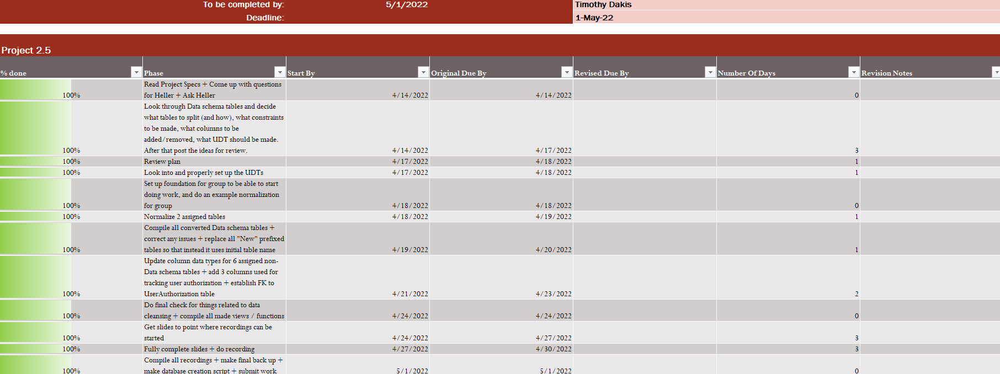 To be completed by: 5/1/2022 Timothy Dakis
Deadline: 1-May-22
Project 2.5
% done Phase Start By Original Due By Revised Due By Number Of Days Revision Notes
Read Project Specs + Come up with questions
for Heller + Ask Heller
100% 4/14/2022 4/14/2022 0
Look through Data schema tables and decide
what tables to split (and how), what constraints
to be made, what columns to be
added/removed, what UDT should be made.
After that post the ideas for review.
100% 4/14/2022 4/17/2022 3
100% Review plan 4/17/2022 4/18/2022 1
100% Look into and properly set up the UDTs 4/17/2022 4/18/2022 1
Set up foundation for group to be able to start
doing work, and do an example normalization
for group
100% 4/18/2022 4/18/2022 0
100% Normalize 2 assigned tables 4/18/2022 4/19/2022 1
Compile all converted Data schema tables +
correct any issues + replace all "New" prefixed
tables so that instead it uses initial table name
100% 4/19/2022 4/20/2022 1
Update column data types for 6 assigned non-
Data schema tables + add 3 columns used for
tracking user authorization + establish FK to
UserAuthorization table
100% 4/21/2022 4/23/2022 2
Do final check for things related to data
cleansing + compile all made views / functions
100% 4/24/2022 4/24/2022 0
Get slides to point where recordings can be
started
100% 4/24/2022 4/27/2022 3
100% Fully complete slides + do recording 4/27/2022 4/30/2022 3
Compile all recordings + make final back up +
make database creation script + submit work
100% 5/1/2022 5/1/2022 0